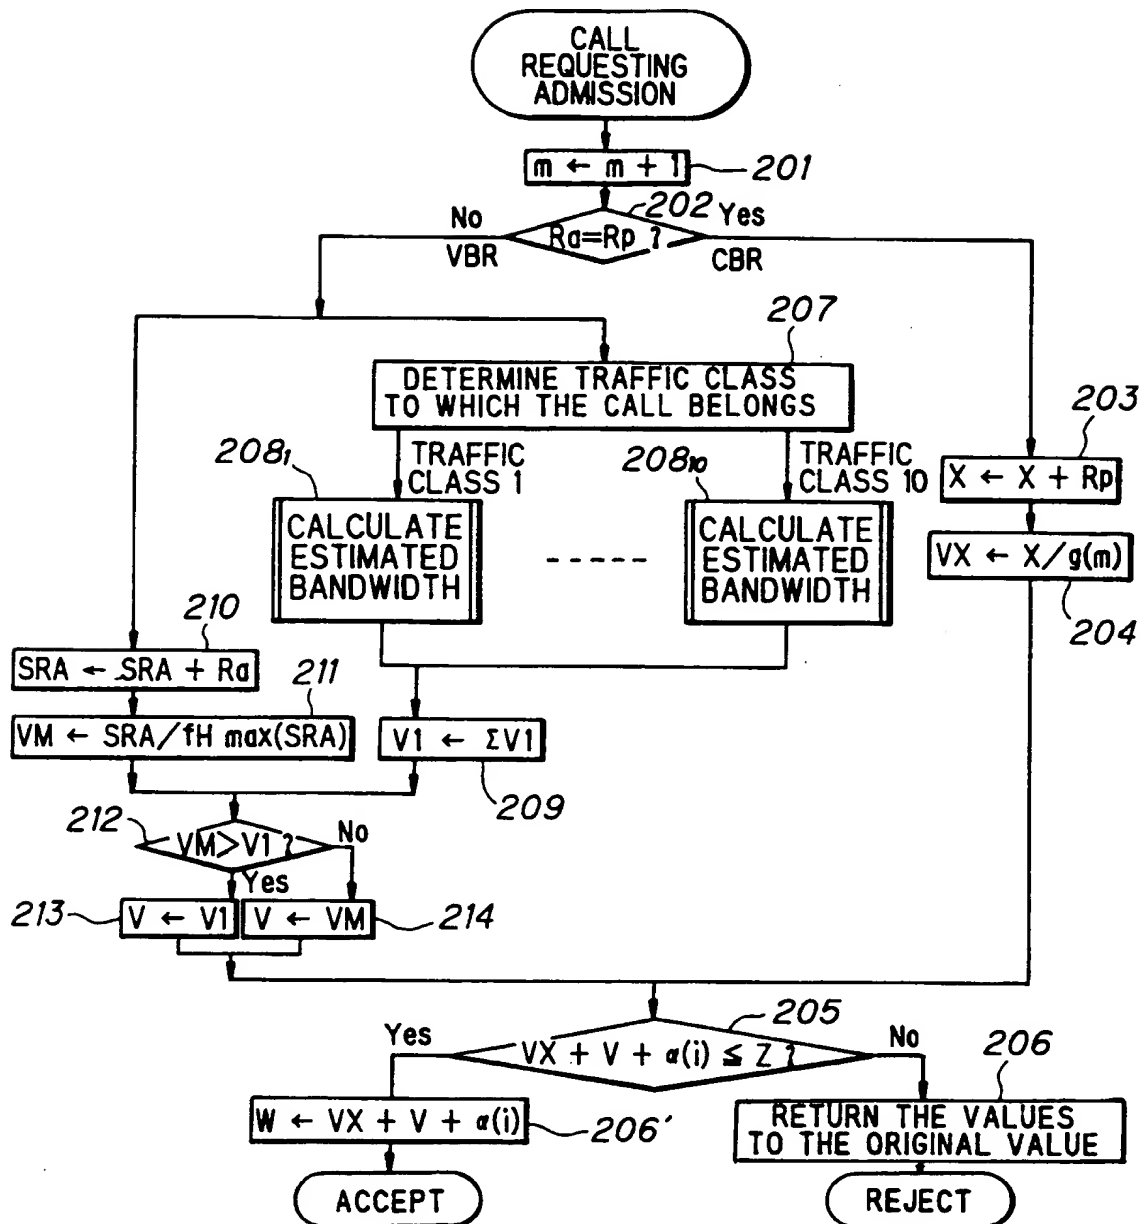 CALL
REQUESTING
ADMISSION
m ← m + 1
201
202
No
Yes
Ra=Rp ?
VBR
CBR
207
DETERMINE TRAFFIC CLASS
TO WHICH THE CALL BELONGS
203
208₁
TRAFFIC
CLASS 1
208₁₀
TRAFFIC
CLASS 10
X ← X + Rp
CALCULATE
ESTIMATED
BANDWIDTH
-----
CALCULATE
ESTIMATED
BANDWIDTH
VX ← X/g(m)
204
210
SRA ← SRA + Ra
211
VM ← SRA/fH max(SRA)
V1 ← ΣV1
209
212
VM>V1 ?
No
Yes
213
V ← V1
V ← VM
214
205
Yes
VX + V + α(i) ≦ Z ?
No
206
W ← VX + V + α(i)
206'
RETURN THE VALUES
TO THE ORIGINAL VALUE
ACCEPT
REJECT